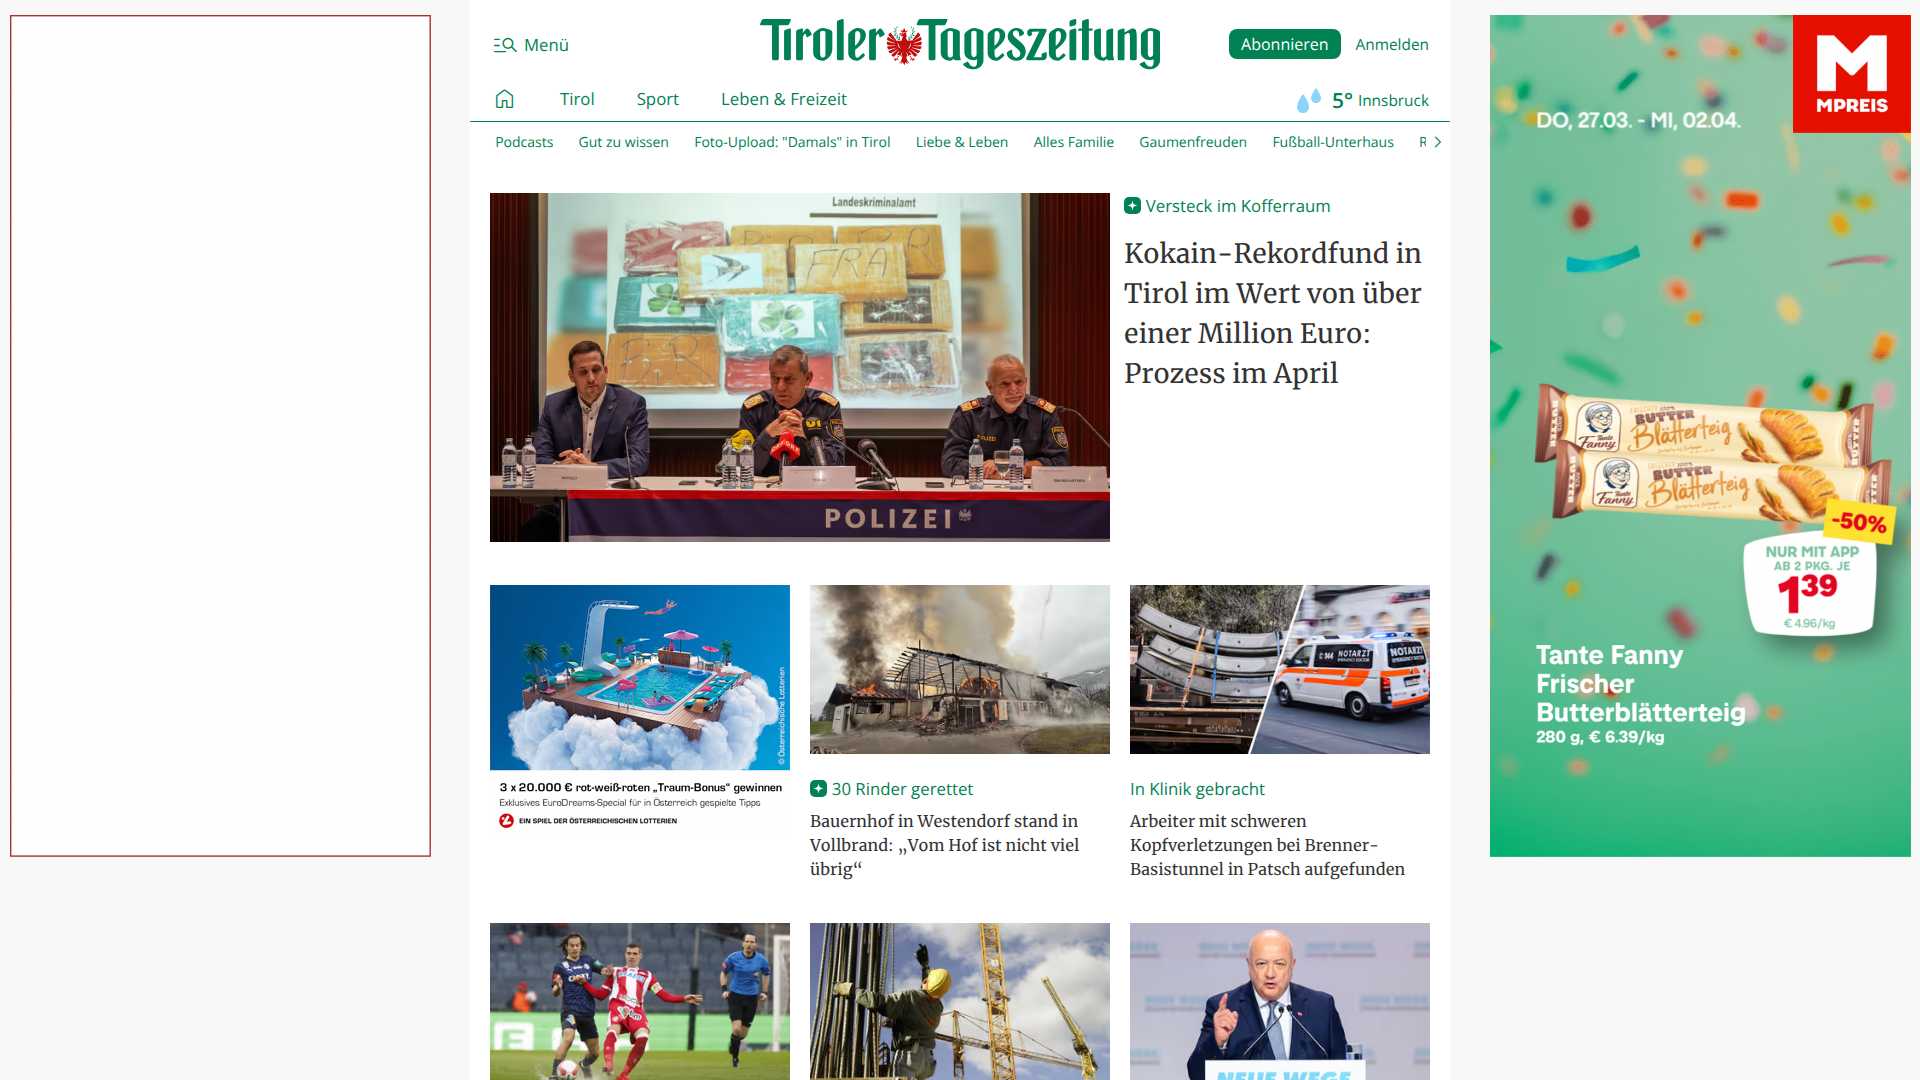 Menü
Tiroler Tageszeitung
Abonnieren
Anmelden
Tirol
Sport
Leben & Freizeit
5° Innsbruck
Podcasts
Gut zu wissen
Foto-Upload: "Damals" in Tirol
Liebe & Leben
Alles Familie
Gaumenfreuden
Fußball-Unterhaus
R
Landeskriminalamt
FRA
POLIZEI
Versteck im Kofferraum
Kokain-Rekordfund in
Tirol im Wert von über
einer Million Euro:
Prozess im April
© Österreichische Lotterien
3 x 20.000 € rot-weiß-roten „Traum-Bonus“ gewinnen
Exklusives EuroDreams-Special für in Österreich gespielte Tipps
EIN SPIEL DER ÖSTERREICHISCHEN LOTTERIEN
30 Rinder gerettet
Bauernhof in Westendorf stand in
Vollbrand: „Vom Hof ist nicht viel
übrig“
144 NOTARZT
NOTARZT
In Klinik gebracht
Arbeiter mit schweren
Kopfverletzungen bei Brenner-
Basistunnel in Patsch aufgefunden
NEUE WEGE
MPREIS
DO, 27.03. - MI, 02.04.
Tante Fanny
BUTTER
Blätterteig
Tante Fanny
BUTTER
Blätterteig
-50%
NUR MIT APP
AB 2 PKG. JE
1 39
€ 4.96/kg
Tante Fanny
Frischer
Butterblätterteig
280 g, € 6.39/kg